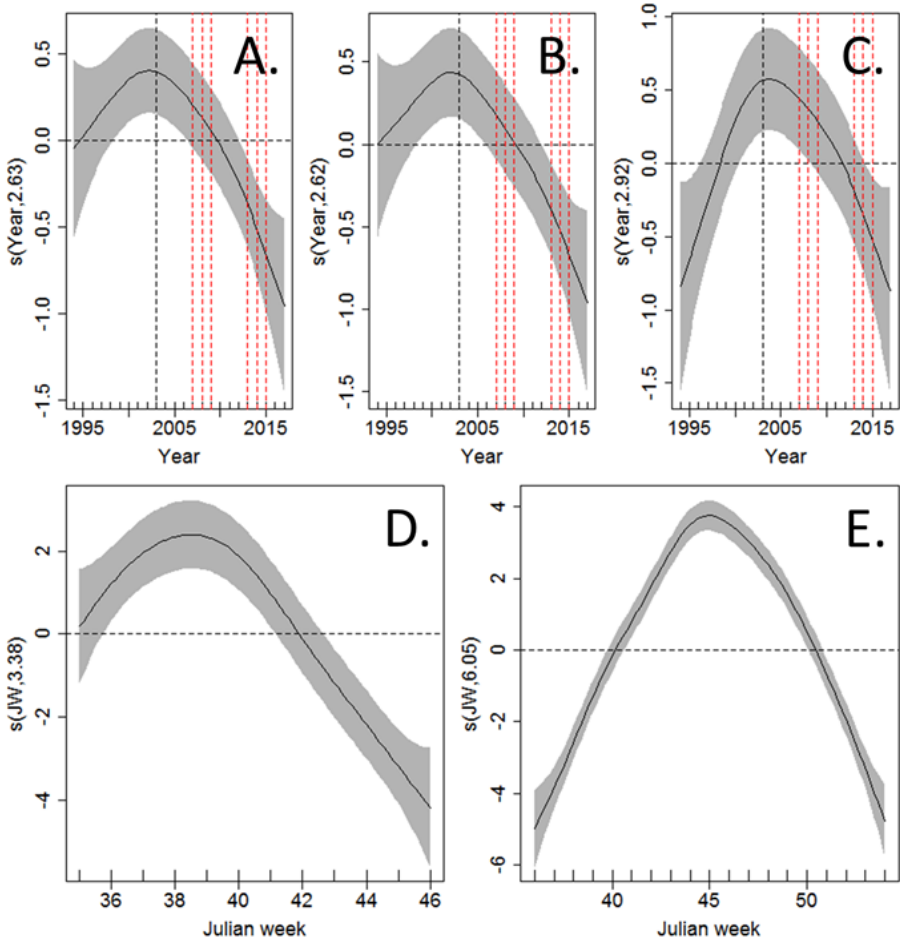 A.
s(Year,2.63)
0.5
0.0
-0.5
-1.0
-1.5
1995
2005
2015
Year
B.
s(Year,2.62)
0.5
0.0
-0.5
-1.0
-1.5
1995
2005
2015
Year
C.
s(Year,2.92)
1.0
0.5
0.0
-0.5
-1.0
-1.5
1995
2005
2015
Year
D.
s(JW,3.38)
2
0
-2
-4
36
38
40
42
44
46
Julian week
E.
s(JW,6.05)
4
2
0
-2
-4
-6
40
45
50
Julian week